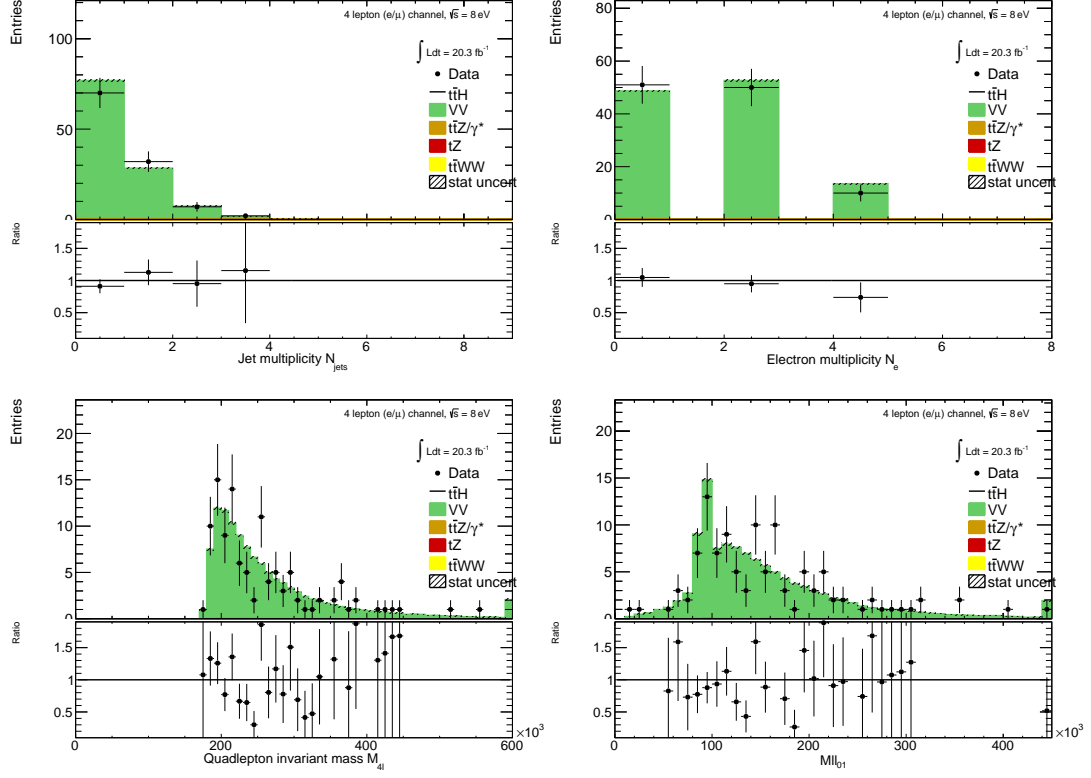 Entries
4 lepton (e/μ) channel, √s = 8 eV
∫ Ldt = 20.3 fb⁻¹
Data
tt̄H
VV
tt̄Z/γ*
tZ
tt̄WW
stat uncert
100
50
0
Ratio
1.5
1
0.5
0 2 4 6 8
Jet multiplicity N_jets
Entries
4 lepton (e/μ) channel, √s = 8 eV
∫ Ldt = 20.3 fb⁻¹
Data
tt̄H
VV
tt̄Z/γ*
tZ
tt̄WW
stat uncert
80
60
40
20
0
Ratio
1.5
1
0.5
0 2 4 6 8
Electron multiplicity N_e
Entries
4 lepton (e/μ) channel, √s = 8 eV
∫ Ldt = 20.3 fb⁻¹
Data
tt̄H
VV
tt̄Z/γ*
tZ
tt̄WW
stat uncert
20
15
10
5
0
Ratio
1.5
1
0.5
0 200 400 600
×10³
Quadlepton invariant mass M_4l
Entries
4 lepton (e/μ) channel, √s = 8 eV
∫ Ldt = 20.3 fb⁻¹
Data
tt̄H
VV
tt̄Z/γ*
tZ
tt̄WW
stat uncert
20
15
10
5
0
Ratio
1.5
1
0.5
0 100 200 300 400
×10³
Mll_01